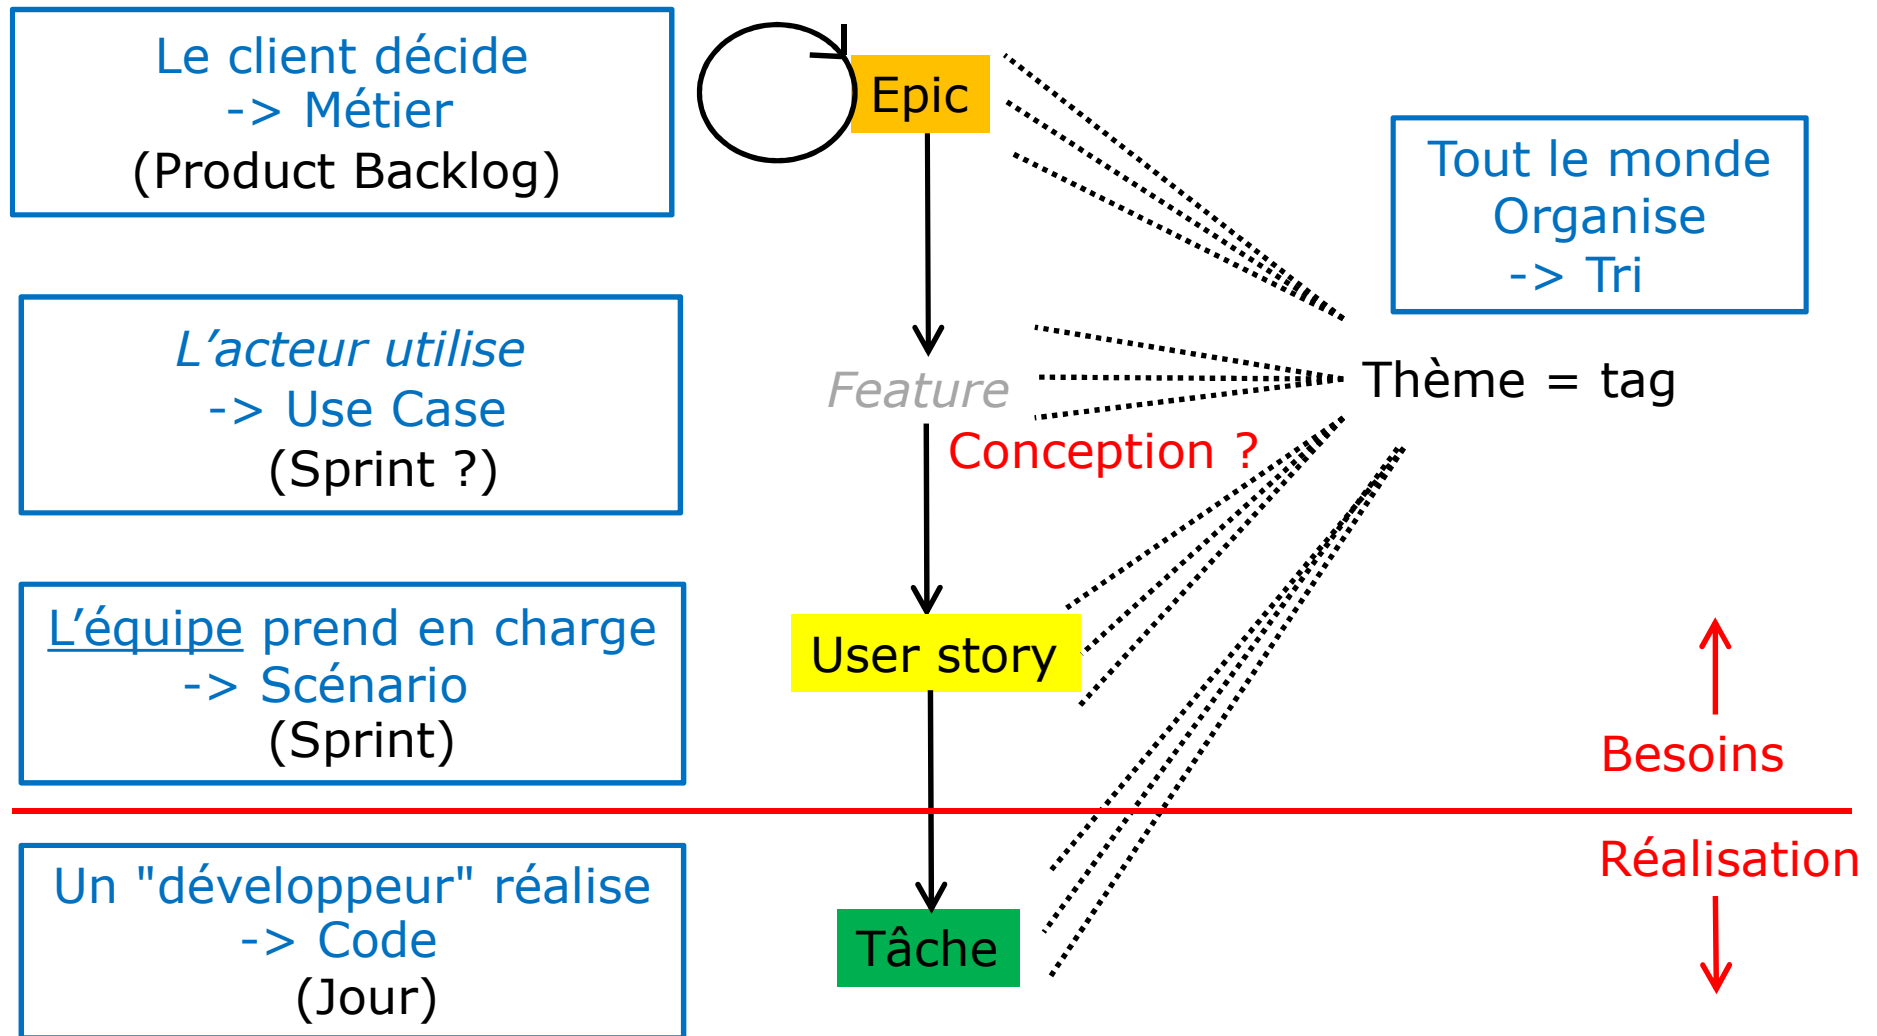 Le client décide
-> Métier
(Product Backlog)
Epic
Tout le monde
Organise
-> Tri
L’acteur utilise
-> Use Case
(Sprint ?)
Feature
Thème = tag
Conception ?
L’équipe prend en charge
-> Scénario
(Sprint)
User story
Besoins
Réalisation
Un "développeur" réalise
-> Code
(Jour)
Tâche